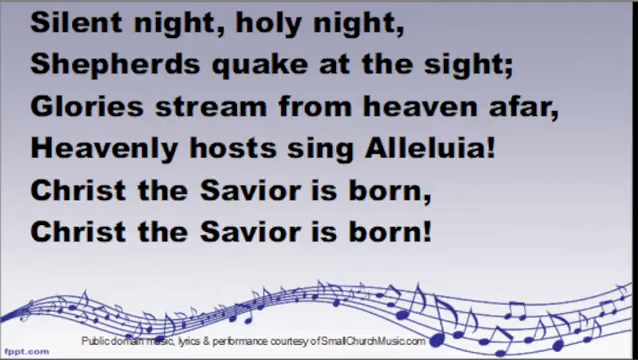 Silent night, holy night,
Shepherds quake at the sight;
Glories stream from heaven afar,
Heavenly hosts sing Alleluia!
Christ the Savior is born,
Christ the Savior is born!
Public domain music, lyrics & performance courtesy of SmallChurchMusic.com
fppt.com